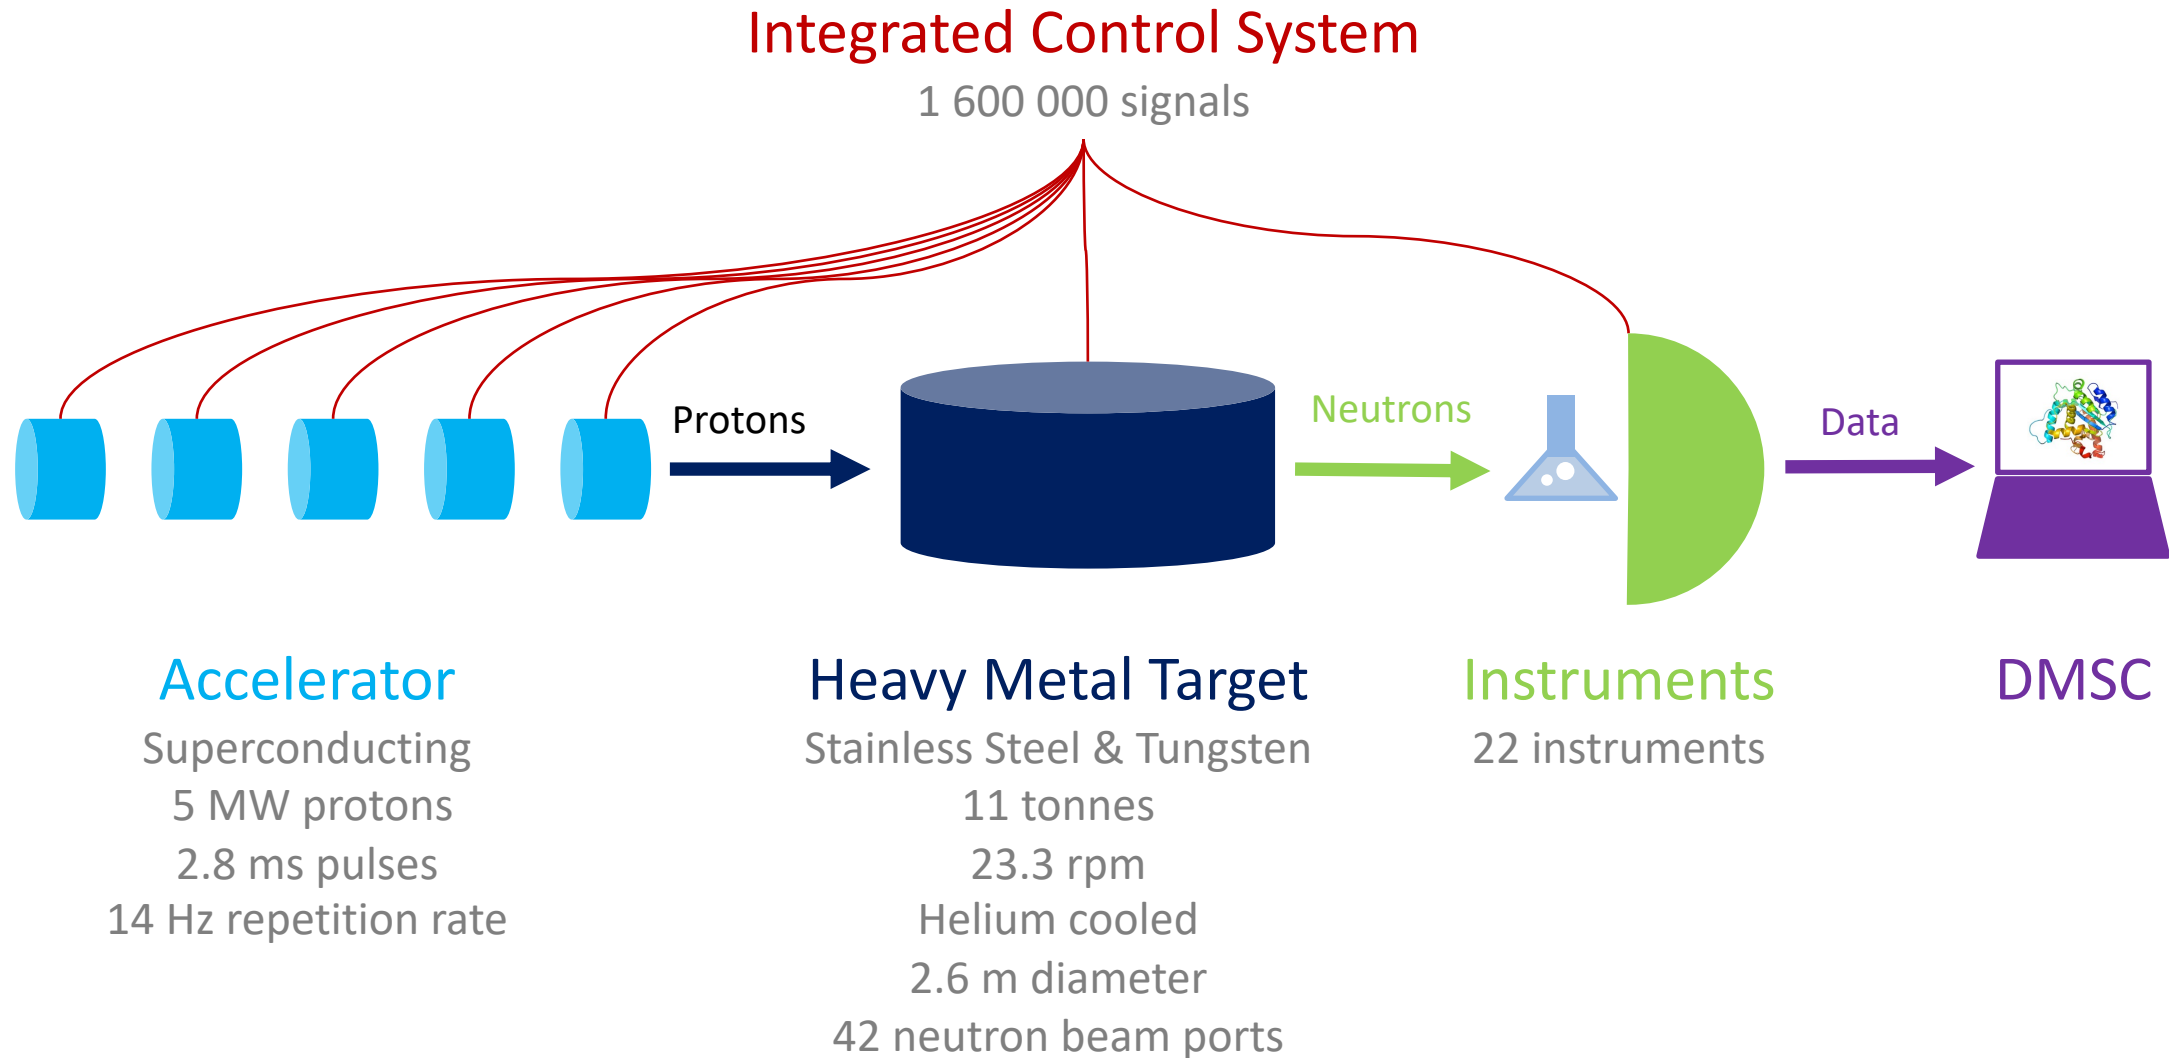 Integrated Control System
1 600 000 signals
Protons
Neutrons
Data
Accelerator
Superconducting
5 MW protons
2.8 ms pulses
14 Hz repetition rate
Heavy Metal Target
Stainless Steel & Tungsten
11 tonnes
23.3 rpm
Helium cooled
2.6 m diameter
42 neutron beam ports
Instruments
22 instruments
DMSC